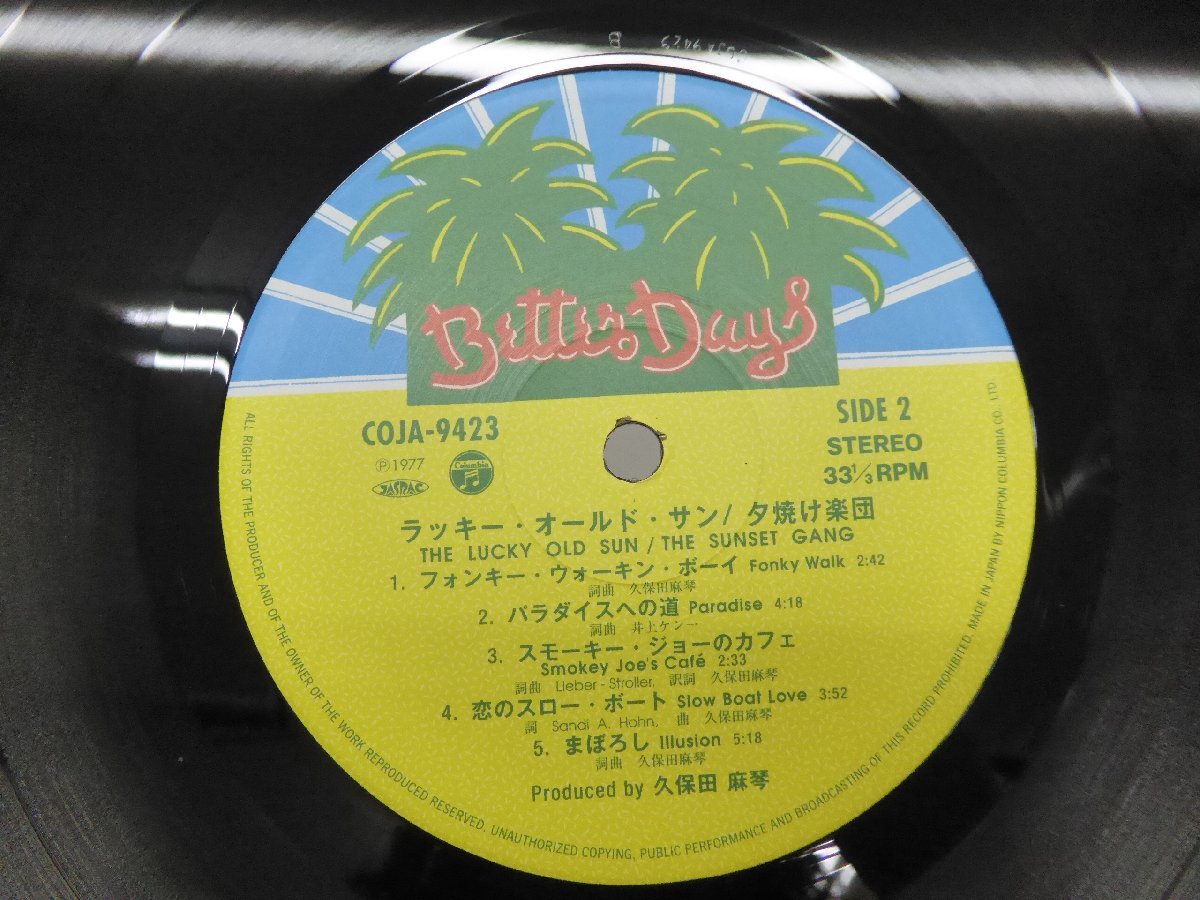 COJA 9423 B
Better Days
COJA-9423
SIDE 2
℗1977
STEREO
JASRAC
Columbia
33 1/3 RPM
ラッキー・オールド・サン / 夕焼け楽団
THE LUCKY OLD SUN / THE SUNSET GANG
1. フォンキー・ウォーキン・ボーイ Fonky Walk 2:42
詞曲 久保田麻琴
2. パラダイスへの道 Paradise 4:18
詞曲 井上ケン一
3. スモーキー・ジョーのカフェ
Smokey Joe's Café 2:33
詞曲 Lieber-Stroller, 訳詞 久保田麻琴
4. 恋のスロー・ボート Slow Boat Love 3:52
詞 Sandi A. Hohn, 曲 久保田麻琴
5. まぼろし Illusion 5:18
詞曲 久保田麻琴
Produced by 久保田 麻琴
ALL RIGHTS OF THE PRODUCER AND OF THE OWNER OF THE WORK REPRODUCED RESERVED. UNAUTHORIZED COPYING, PUBLIC PERFORMANCE AND BROADCASTING OF THIS RECORD PROHIBITED. MADE IN JAPAN BY NIPPON COLUMBIA CO., LTD.